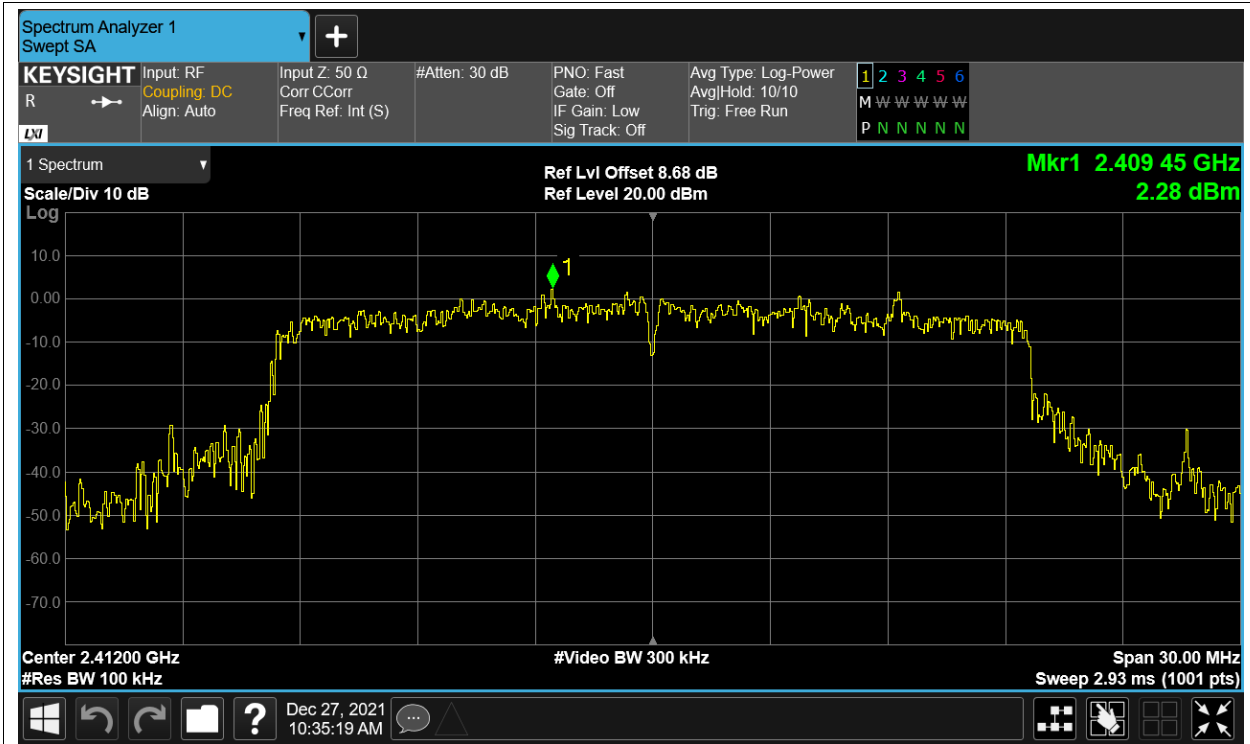 Spectrum Analyzer 1
Swept SA
KEYSIGHT
R
LXI
Input: RF
Coupling: DC
Align: Auto
Input Z: 50 Ω
Corr CCorr
Freq Ref: Int (S)
#Atten: 30 dB
PNO: Fast
Gate: Off
IF Gain: Low
Sig Track: Off
Avg Type: Log-Power
Avg|Hold: 10/10
Trig: Free Run
1 2 3 4 5 6
M W W W W W
P N N N N N
1 Spectrum
Scale/Div 10 dB
Log
Ref Lvl Offset 8.68 dB
Ref Level 20.00 dBm
Mkr1 2.409 45 GHz
2.28 dBm
1
10.0
0.00
-10.0
-20.0
-30.0
-40.0
-50.0
-60.0
-70.0
Center 2.41200 GHz
#Res BW 100 kHz
#Video BW 300 kHz
Span 30.00 MHz
Sweep 2.93 ms (1001 pts)
?
Dec 27, 2021
10:35:19 AM